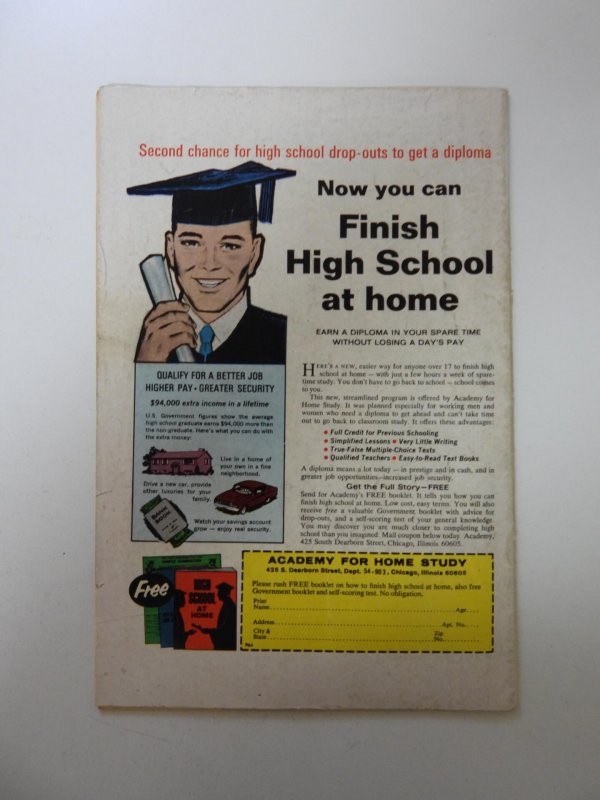 Second chance for high school drop-outs to get a diploma
Now you can
Finish
High School
at home
EARN A DIPLOMA IN YOUR SPARE TIME
WITHOUT LOSING A DAY'S PAY
HERE'S A NEW, easier way for anyone over 17 to finish high
school at home — with just a few hours a week of spare-
time study. You don't have to go back to school — school comes
to you.
This new, streamlined program is offered by Academy for
Home Study. It was planned especially for working men and
women who need a diploma to get ahead and can't take time
out to go back to classroom study. It offers these advantages:
• Full Credit for Previous Schooling
• Simplified Lessons • Very Little Writing
• True-False Multiple-Choice Tests
• Qualified Teachers • Easy-to-Read Text Books
A diploma means a lot today — in prestige and in cash, and in
greater job opportunities—increased job security.
Get the Full Story—FREE
Send for Academy's FREE booklet. It tells you how you can
finish high school at home. Low cost, easy terms. You will also
receive free a valuable Government booklet with advice for
drop-outs, and a self-scoring test of your general knowledge.
You may discover you are much closer to completing high
school than you imagined. Mail coupon below today. Academy,
425 South Dearborn Street, Chicago, Illinois 60605.
QUALIFY FOR A BETTER JOB
HIGHER PAY • GREATER SECURITY
$94,000 extra income in a lifetime
U.S. Government figures show the average
high school graduate earns $94,000 more than
the non-graduate. Here's what you can do with
the extra money:
Live in a home of
your own in a fine
neighborhood.
Drive a new car, provide
other luxuries for your
family.
BANK
BOOK
Watch your savings account
grow — enjoy real security.
Free
HIGH
SCHOOL
AT
HOME
ACADEMY FOR HOME STUDY
425 S. Dearborn Street, Dept. 54-903, Chicago, Illinois 60605
Please rush FREE booklet on how to finish high school at home, also free
Government booklet and self-scoring test. No obligation.
Print
Name Age
Address Apt. No.
City & Zip
State No.